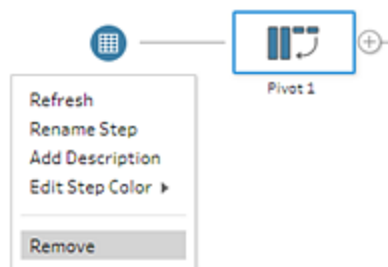 Pivot 1
Refresh
Rename Step
Add Description
Edit Step Color
Remove